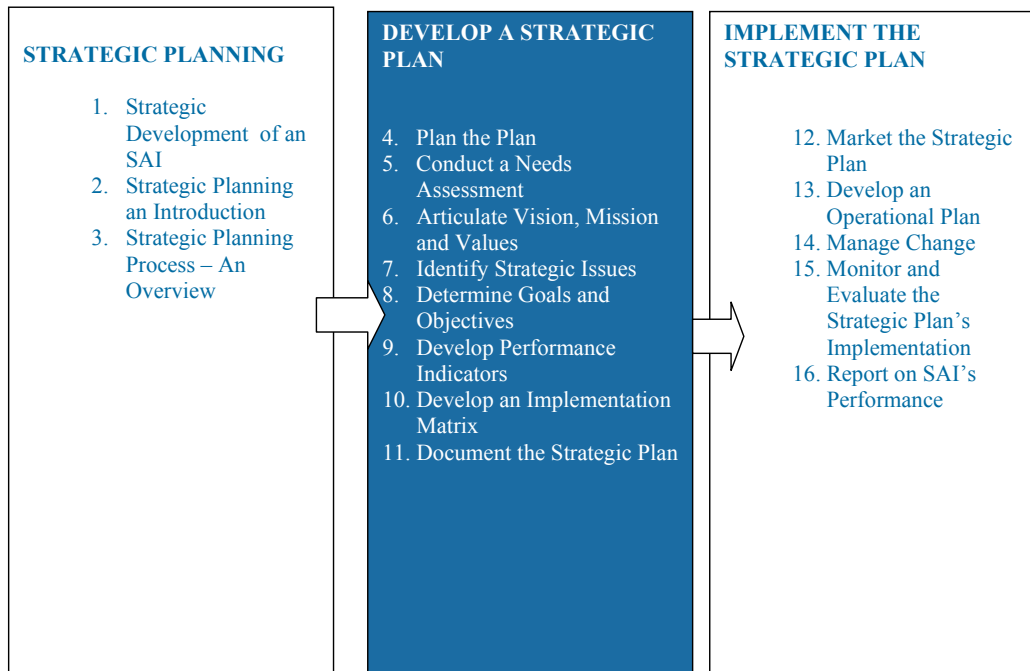 STRATEGIC PLANNING
1. Strategic
Development of an
SAI
2. Strategic Planning
an Introduction
3. Strategic Planning
Process – An
Overview
DEVELOP A STRATEGIC
PLAN
4. Plan the Plan
5. Conduct a Needs
Assessment
6. Articulate Vision, Mission
and Values
7. Identify Strategic Issues
8. Determine Goals and
Objectives
9. Develop Performance
Indicators
10. Develop an Implementation
Matrix
11. Document the Strategic Plan
IMPLEMENT THE
STRATEGIC PLAN
12. Market the Strategic
Plan
13. Develop an
Operational Plan
14. Manage Change
15. Monitor and
Evaluate the
Strategic Plan’s
Implementation
16. Report on SAI’s
Performance